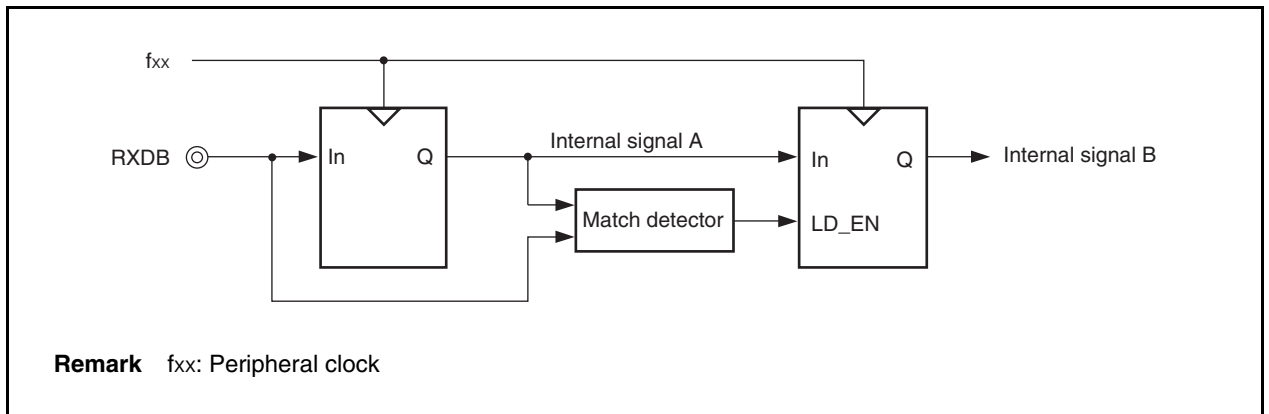 fxx
RXDB
In
Q
Internal signal A
Match detector
In
Q
LD_EN
Internal signal B
Remark fxx: Peripheral clock